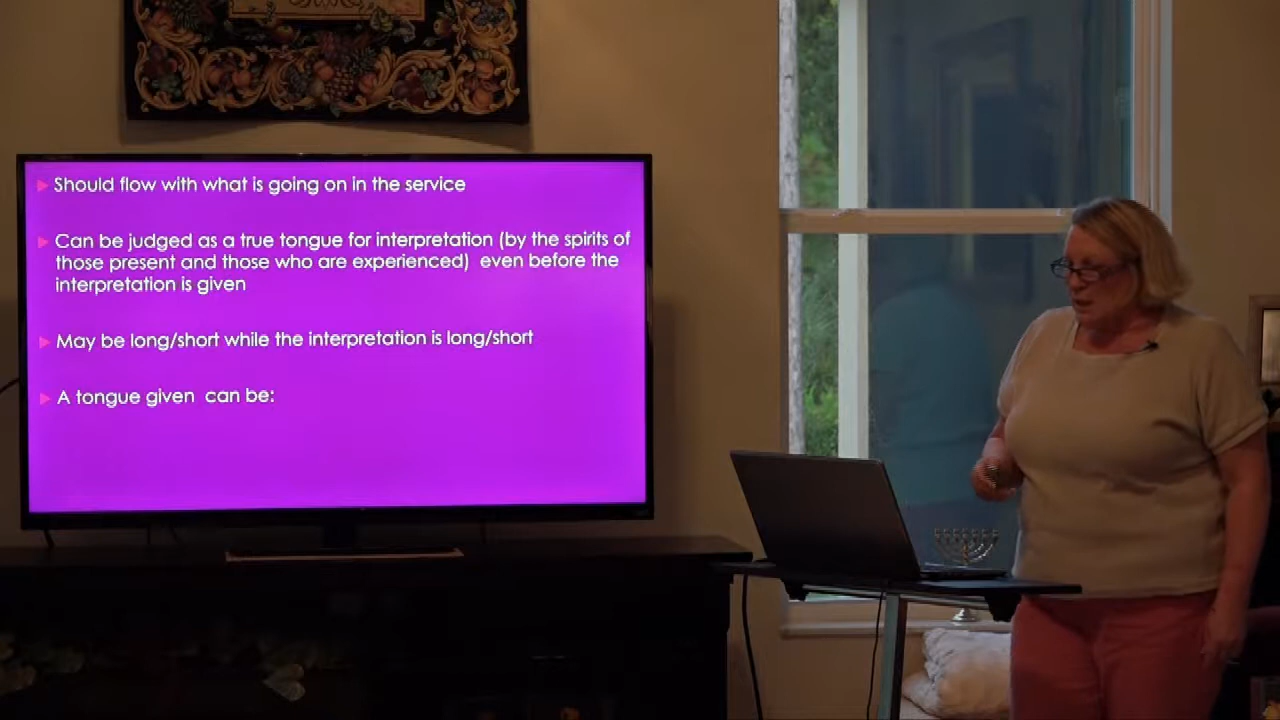 Should flow with what is going on in the service
Can be judged as a true tongue for interpretation (by the spirits of
those present and those who are experienced) even before the
interpretation is given
May be long/short while the interpretation is long/short
A tongue given can be: